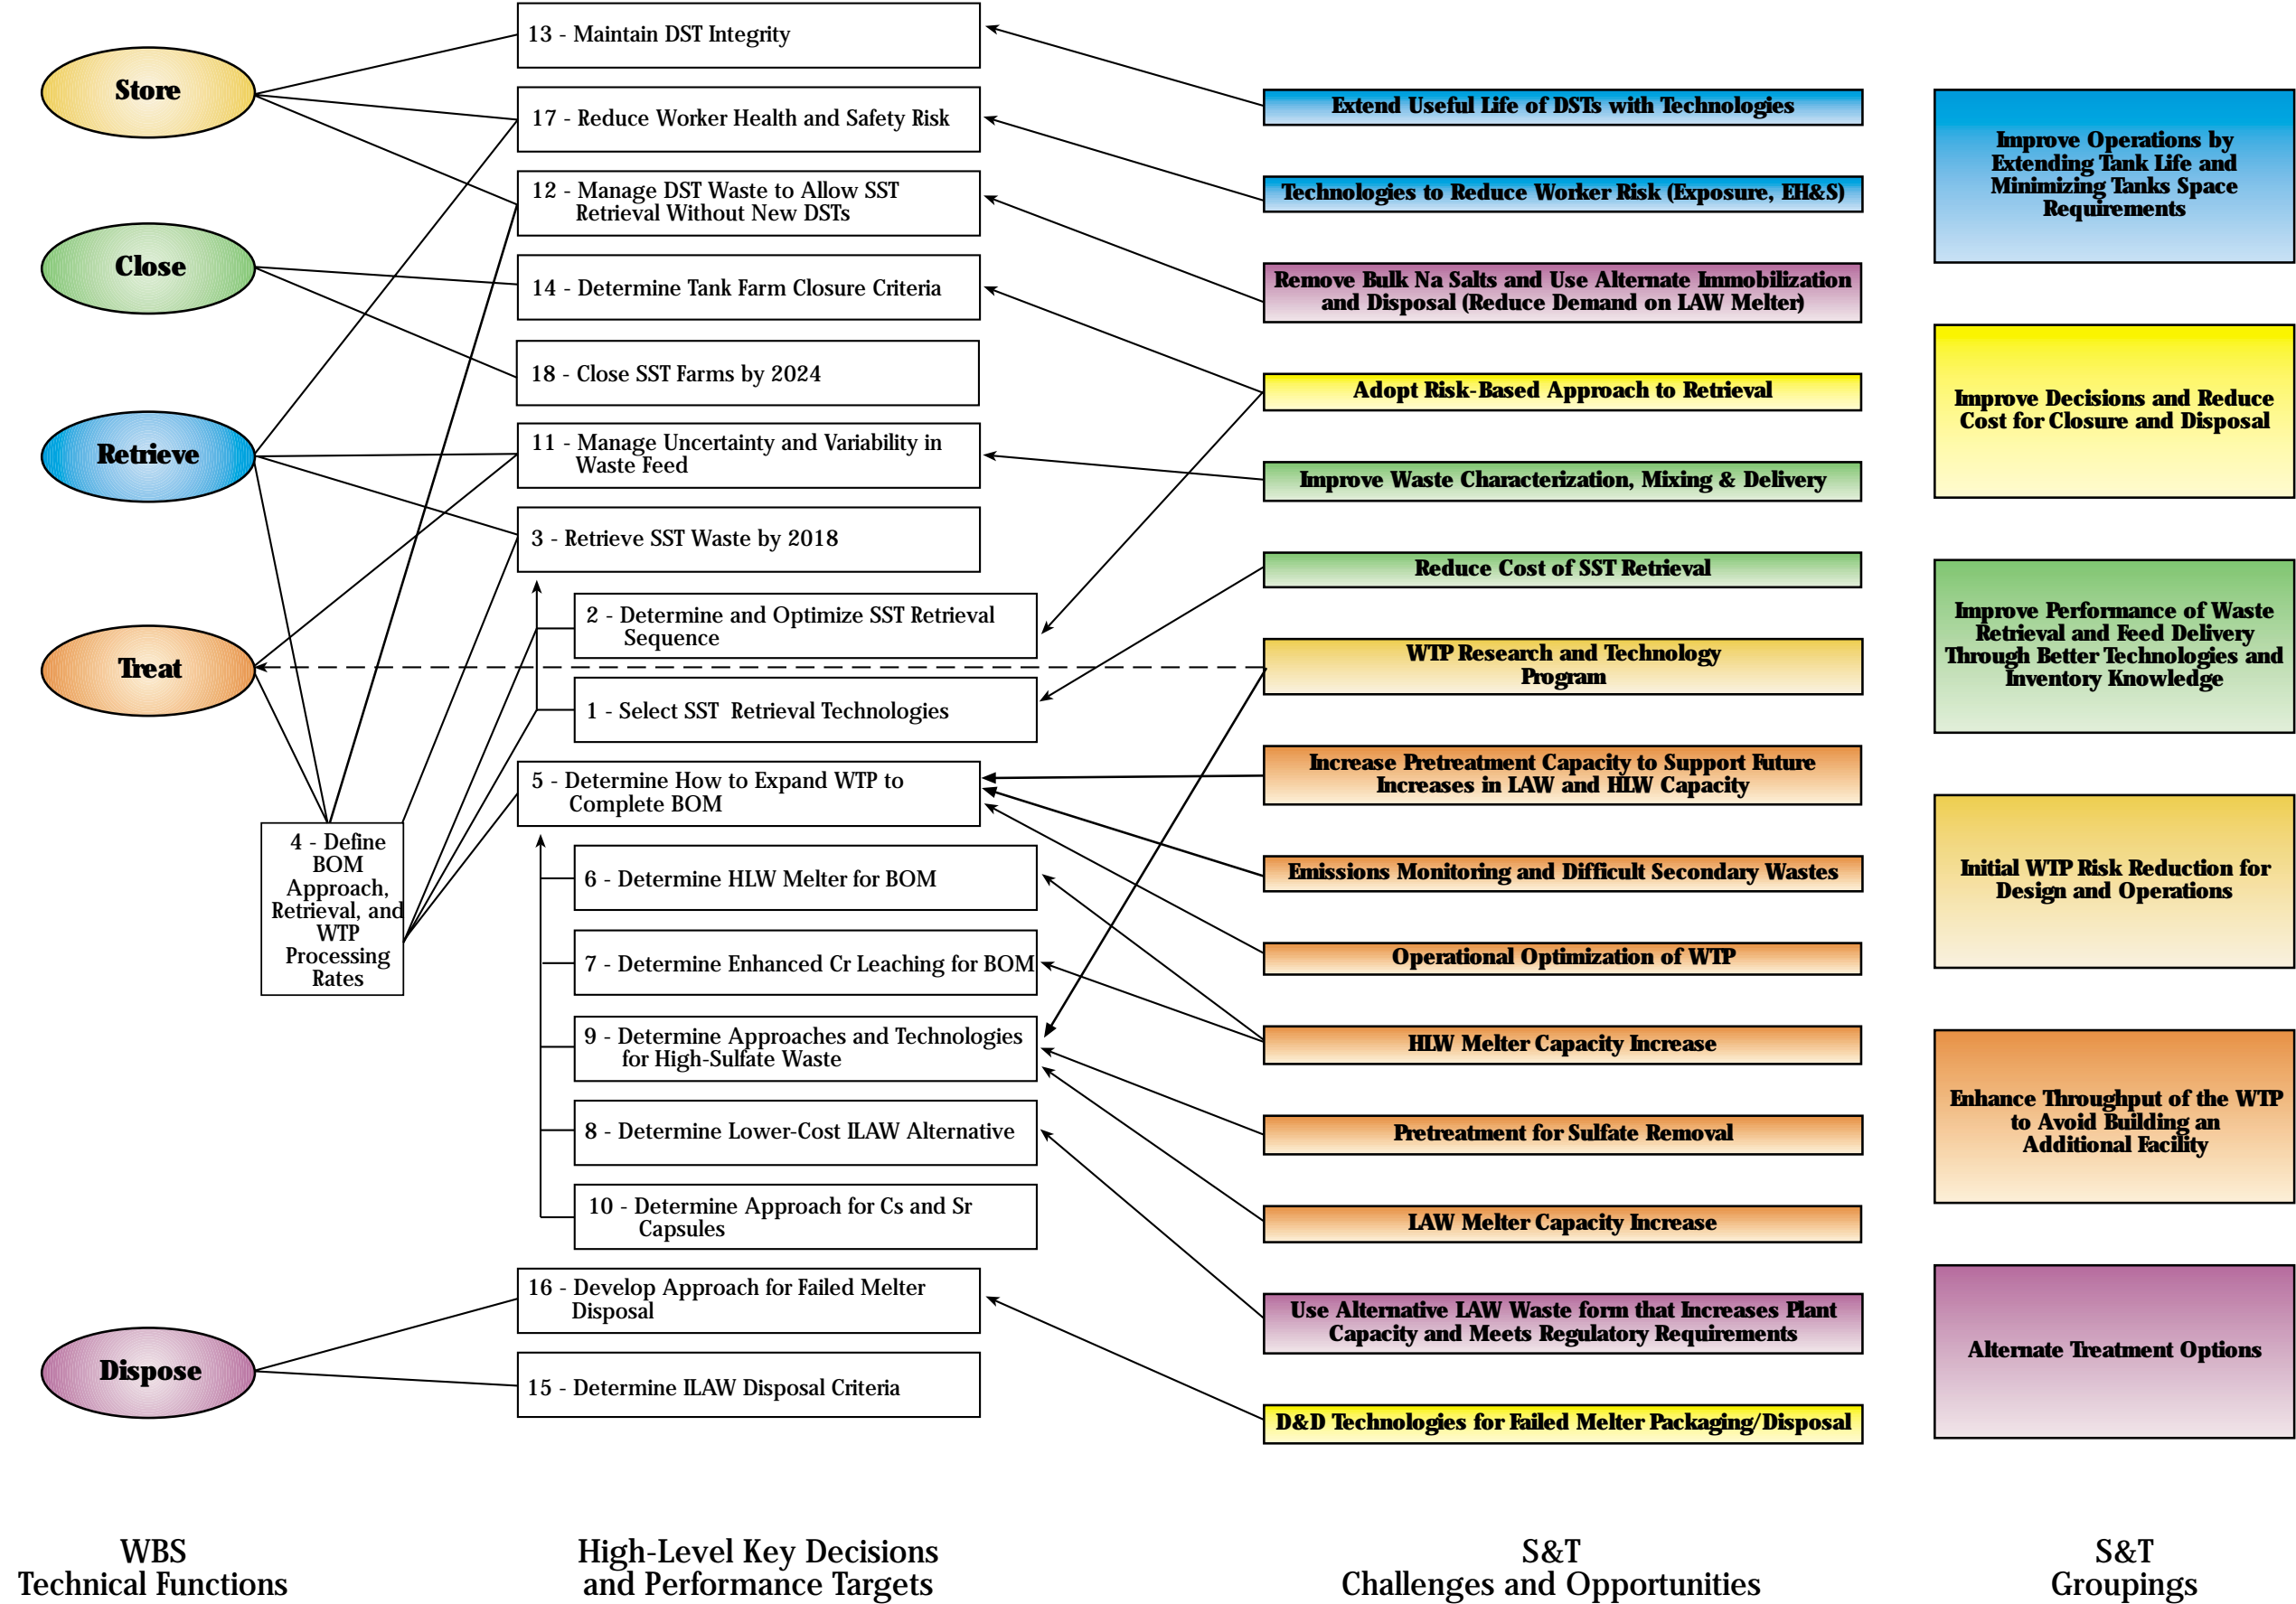 Store
Close
Retrieve
Treat
4 - Define
BOM
Approach,
Retrieval, and
WTP
Processing
Rates
Dispose
WBS
Technical Functions
13 - Maintain DST Integrity
17 - Reduce Worker Health and Safety Risk
12 - Manage DST Waste to Allow SST
Retrieval Without New DSTs
14 - Determine Tank Farm Closure Criteria
18 - Close SST Farms by 2024
11 - Manage Uncertainty and Variability in
Waste Feed
3 - Retrieve SST Waste by 2018
2 - Determine and Optimize SST Retrieval
Sequence
1 - Select SST Retrieval Technologies
5 - Determine How to Expand WTP to
Complete BOM
6 - Determine HLW Melter for BOM
7 - Determine Enhanced Cr Leaching for BOM
9 - Determine Approaches and Technologies
for High-Sulfate Waste
8 - Determine Lower-Cost ILAW Alternative
10 - Determine Approach for Cs and Sr
Capsules
16 - Develop Approach for Failed Melter
Disposal
15 - Determine ILAW Disposal Criteria
High-Level Key Decisions
and Performance Targets
Extend Useful Life of DSTs with Technologies
Technologies to Reduce Worker Risk (Exposure, EH&S)
Remove Bulk Na Salts and Use Alternate Immobilization
and Disposal (Reduce Demand on LAW Melter)
Adopt Risk-Based Approach to Retrieval
Improve Waste Characterization, Mixing & Delivery
Reduce Cost of SST Retrieval
WTP Research and Technology
Program
Increase Pretreatment Capacity to Support Future
Increases in LAW and HLW Capacity
Emissions Monitoring and Difficult Secondary Wastes
Operational Optimization of WTP
HLW Melter Capacity Increase
Pretreatment for Sulfate Removal
LAW Melter Capacity Increase
Use Alternative LAW Waste form that Increases Plant
Capacity and Meets Regulatory Requirements
D&D Technologies for Failed Melter Packaging/Disposal
S&T
Challenges and Opportunities
Improve Operations by
Extending Tank Life and
Minimizing Tanks Space
Requirements
Improve Decisions and Reduce
Cost for Closure and Disposal
Improve Performance of Waste
Retrieval and Feed Delivery
Through Better Technologies and
Inventory Knowledge
Initial WTP Risk Reduction for
Design and Operations
Enhance Throughput of the WTP
to Avoid Building an
Additional Facility
Alternate Treatment Options
S&T
Groupings